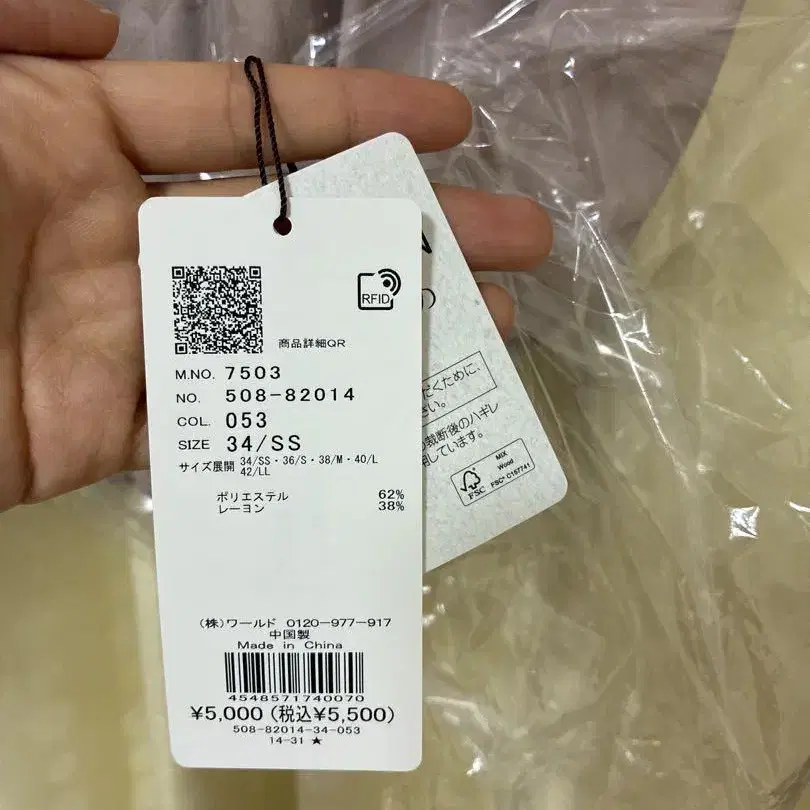 RFID
商品詳細QR
M.NO. 7503
NO. 508-82014
COL. 053
SIZE 34/SS
サイズ展開 34/SS・36/S・38/M・40/L
42/LL
ポリエステル 62%
レーヨン 38%
(株)ワールド 0120-977-917
中国製
Made in China
4548571740070
¥5,000(税込¥5,500)
508-82014-34-053
14-31 ★
の
だくために、
さい。
の裁断後のハギレ
用しています。
FSC
MIX
Wood
FSC® C157741